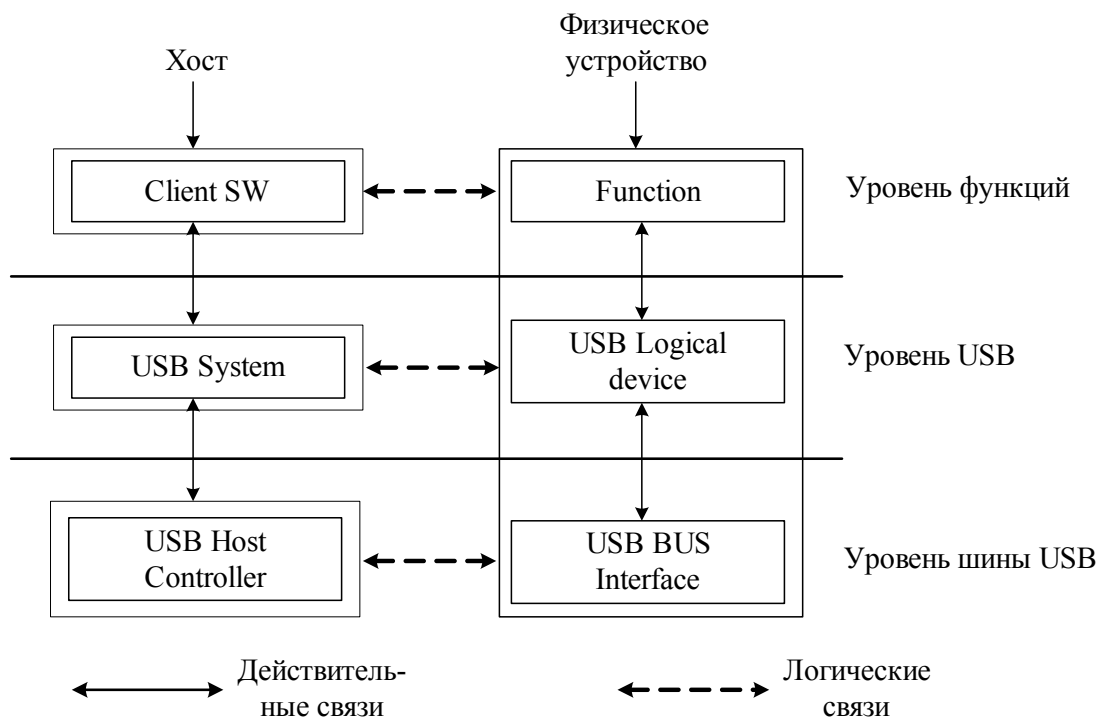 Хост
Физическое
устройство
Client SW
Function
Уровень функций
USB System
USB Logical
device
Уровень USB
USB Host
Controller
USB BUS
Interface
Уровень шины USB
Действитель-
ные связи
Логические
связи